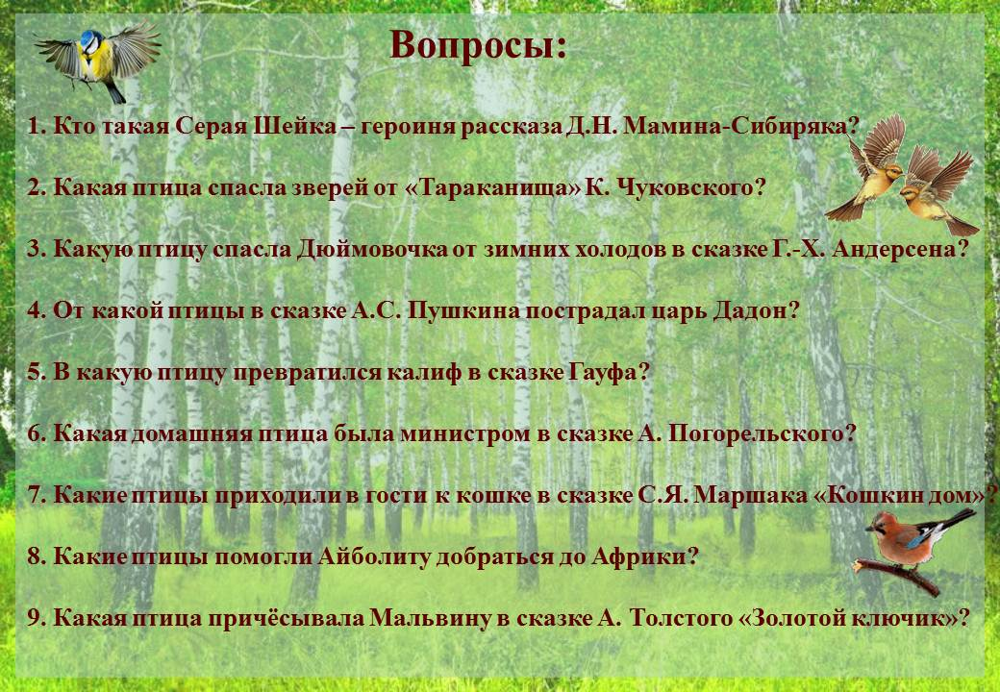 Вопросы:
1. Кто такая Серая Шейка – героиня рассказа Д.Н. Мамина-Сибиряка?
2. Какая птица спасла зверей от «Тараканища» К. Чуковского?
3. Какую птицу спасла Дюймовочка от зимних холодов в сказке Г.-Х. Андерсена?
4. От какой птицы в сказке А.С. Пушкина пострадал царь Дадон?
5. В какую птицу превратился калиф в сказке Гауфа?
6. Какая домашняя птица была министром в сказке А. Погорельского?
7. Какие птицы приходили в гости к кошке в сказке С.Я. Маршака «Кошкин дом»?
8. Какие птицы помогли Айболиту добраться до Африки?
9. Какая птица причёсывала Мальвину в сказке А. Толстого «Золотой ключик»?